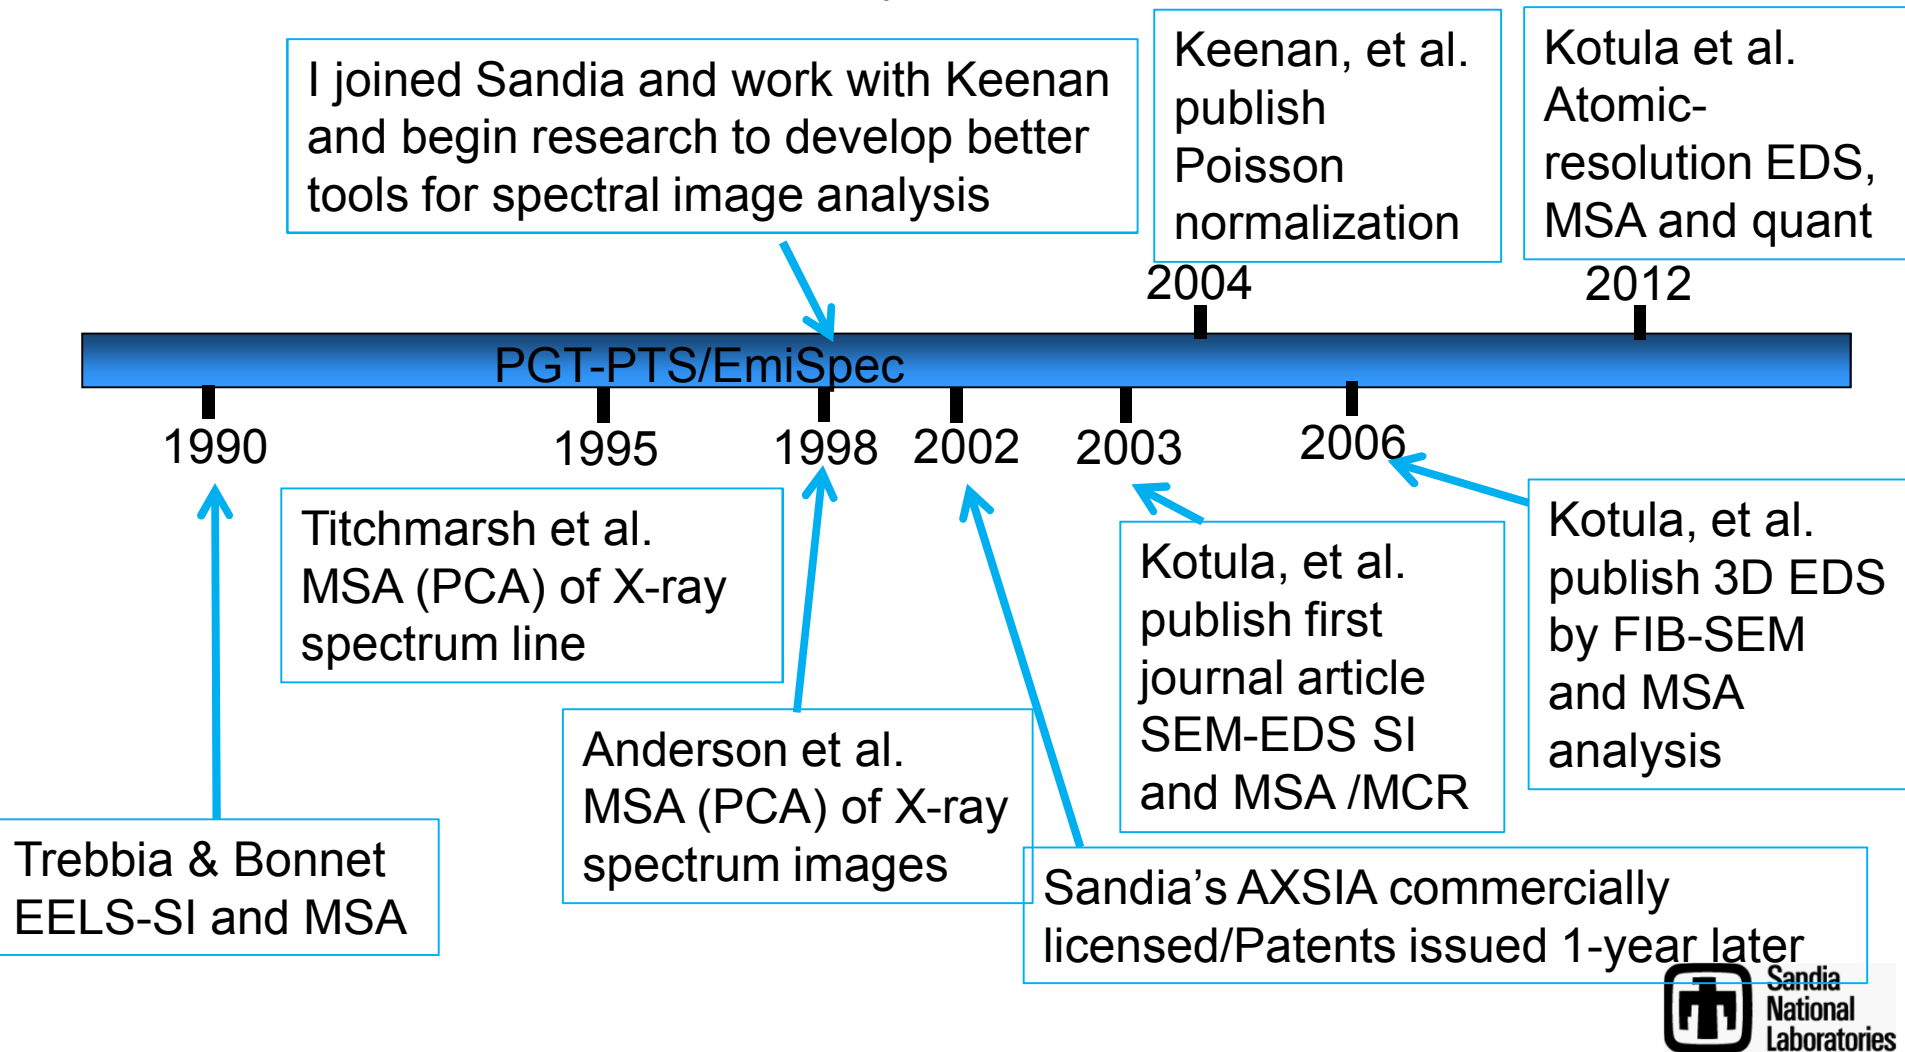 I joined Sandia and work with Keenan
and begin research to develop better
tools for spectral image analysis
Keenan, et al.
publish
Poisson
normalization
Kotula et al.
Atomic-
resolution EDS,
MSA and quant
2004
2012
PGT-PTS/EmiSpec
1990
1995
1998
2002
2003
2006
Titchmarsh et al.
MSA (PCA) of X-ray
spectrum line
Kotula, et al.
publish first
journal article
SEM-EDS SI
and MSA /MCR
Kotula, et al.
publish 3D EDS
by FIB-SEM
and MSA
analysis
Anderson et al.
MSA (PCA) of X-ray
spectrum images
Trebbia & Bonnet
EELS-SI and MSA
Sandia’s AXSIA commercially
licensed/Patents issued 1-year later
Sandia
National
Laboratories